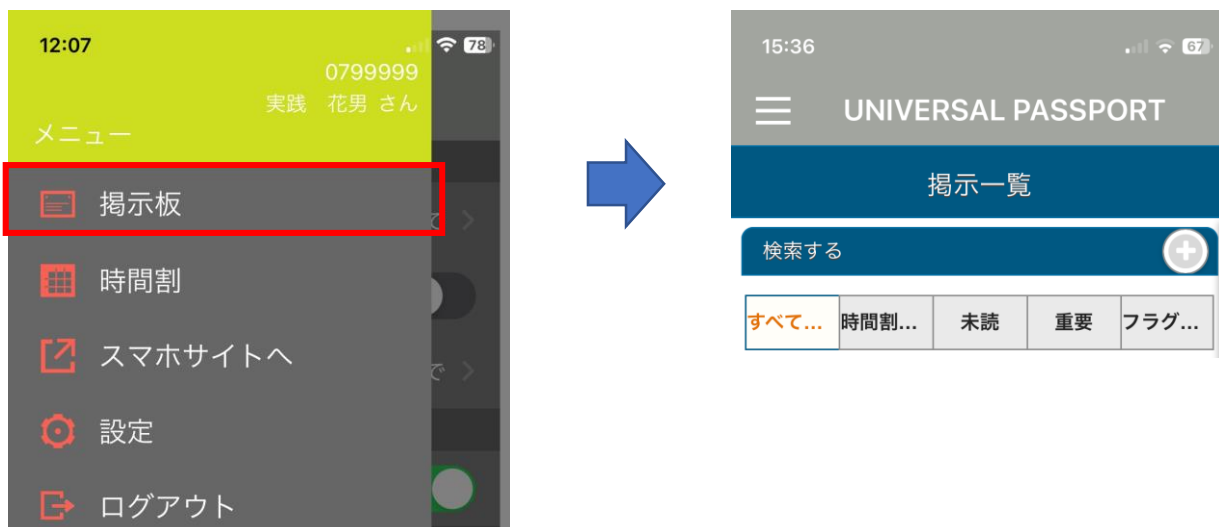 12:07
78
0799999
実践 花男 さん
メニュー
掲示板
て
時間割
スマホサイトへ
で
設定
ログアウト
15:36
67
UNIVERSAL PASSPORT
掲示一覧
検索する
すべて... 時間割... 未読 重要 フラグ...